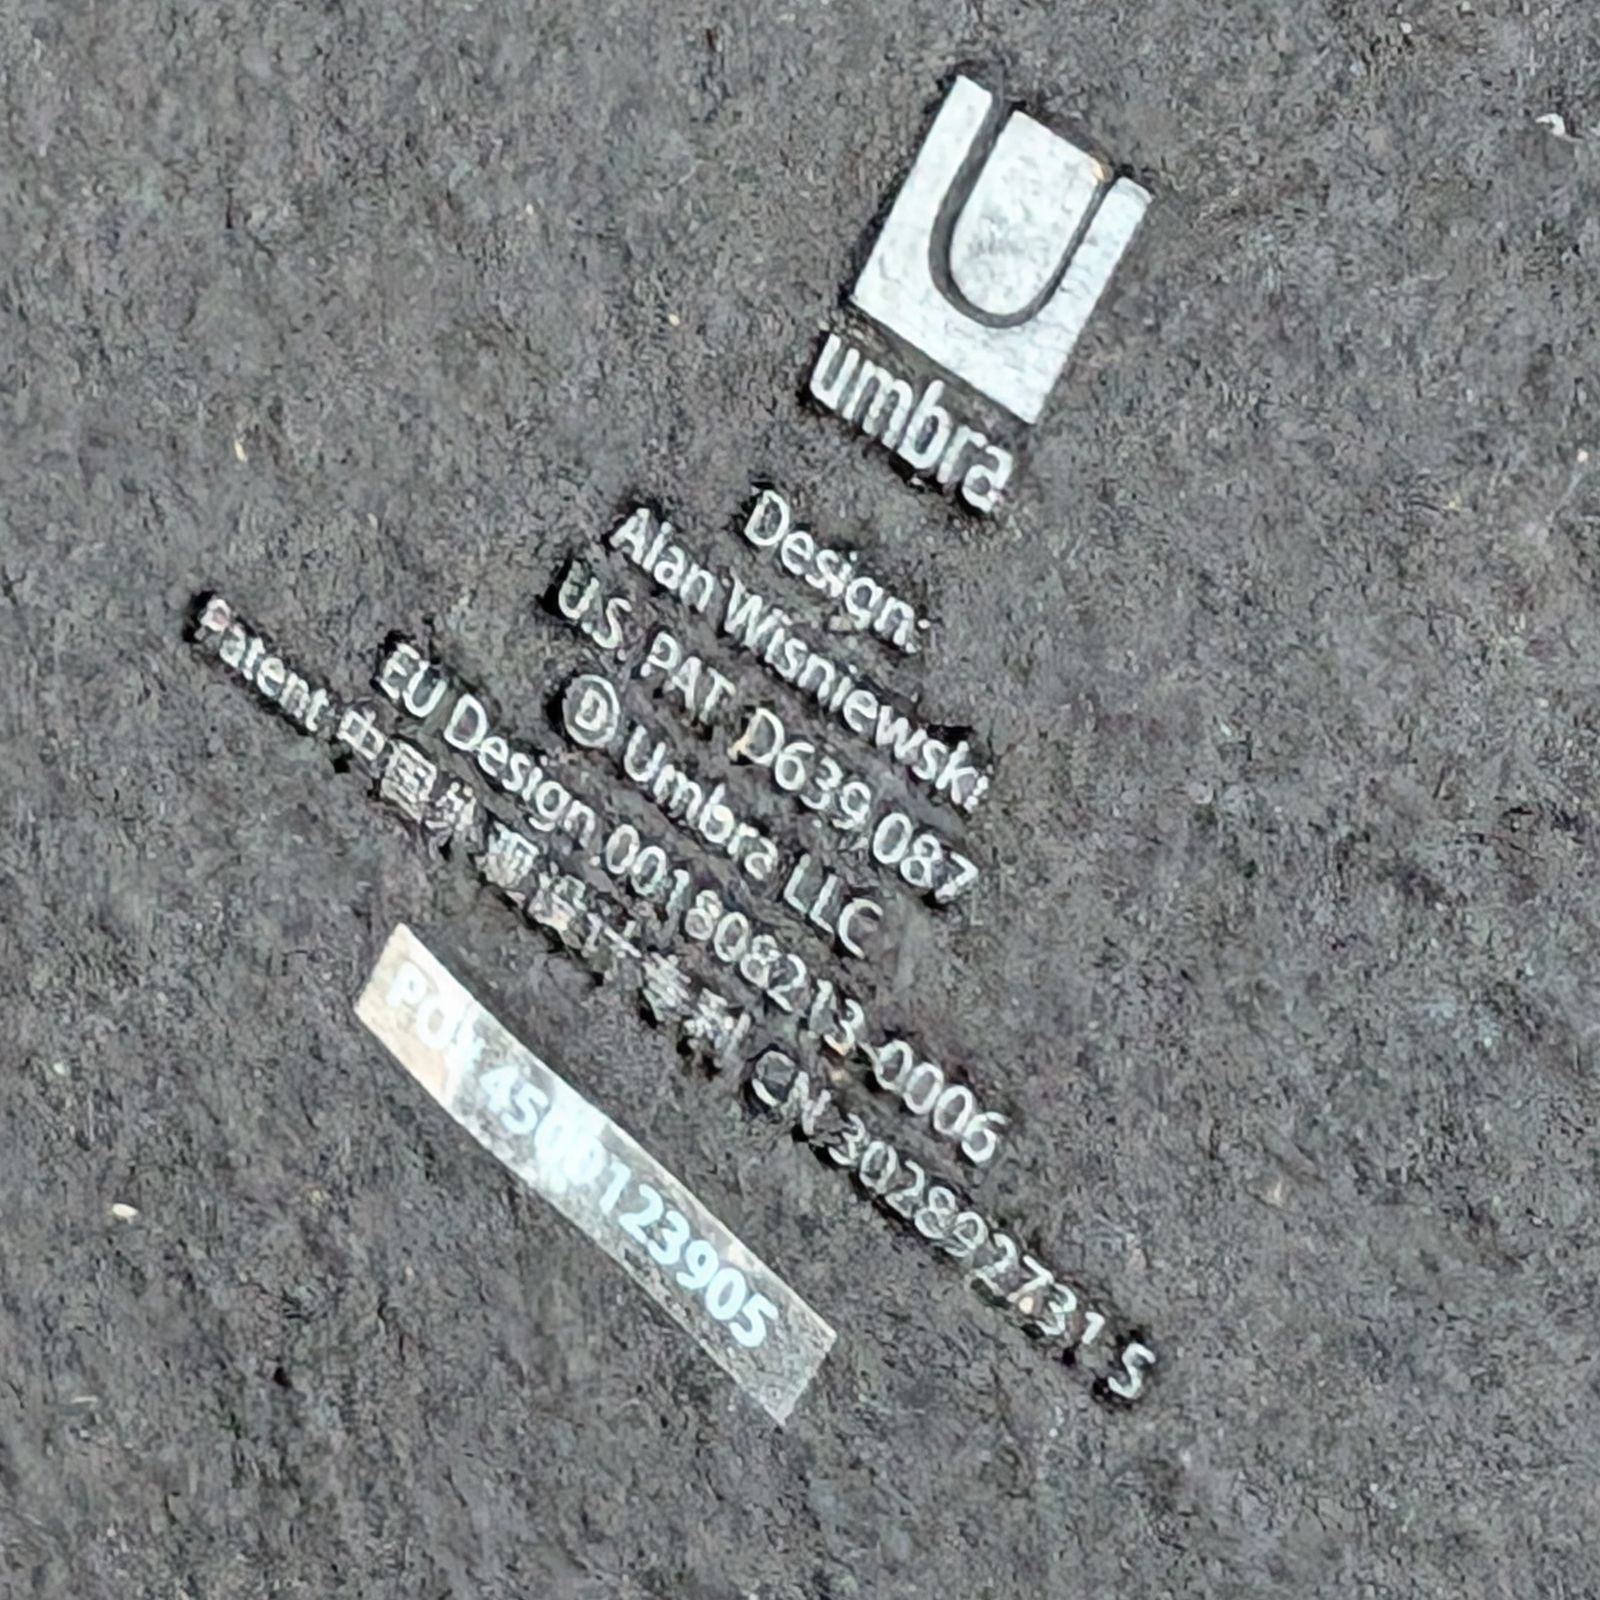 U
umbra
Design:
Alan Wisniewski
U.S. PAT D639,087
Ⓓ Umbra LLC
EU Design 001808213-0006
Patent 中国外观设计专利 CN 302892731 S
PO# 4500123905